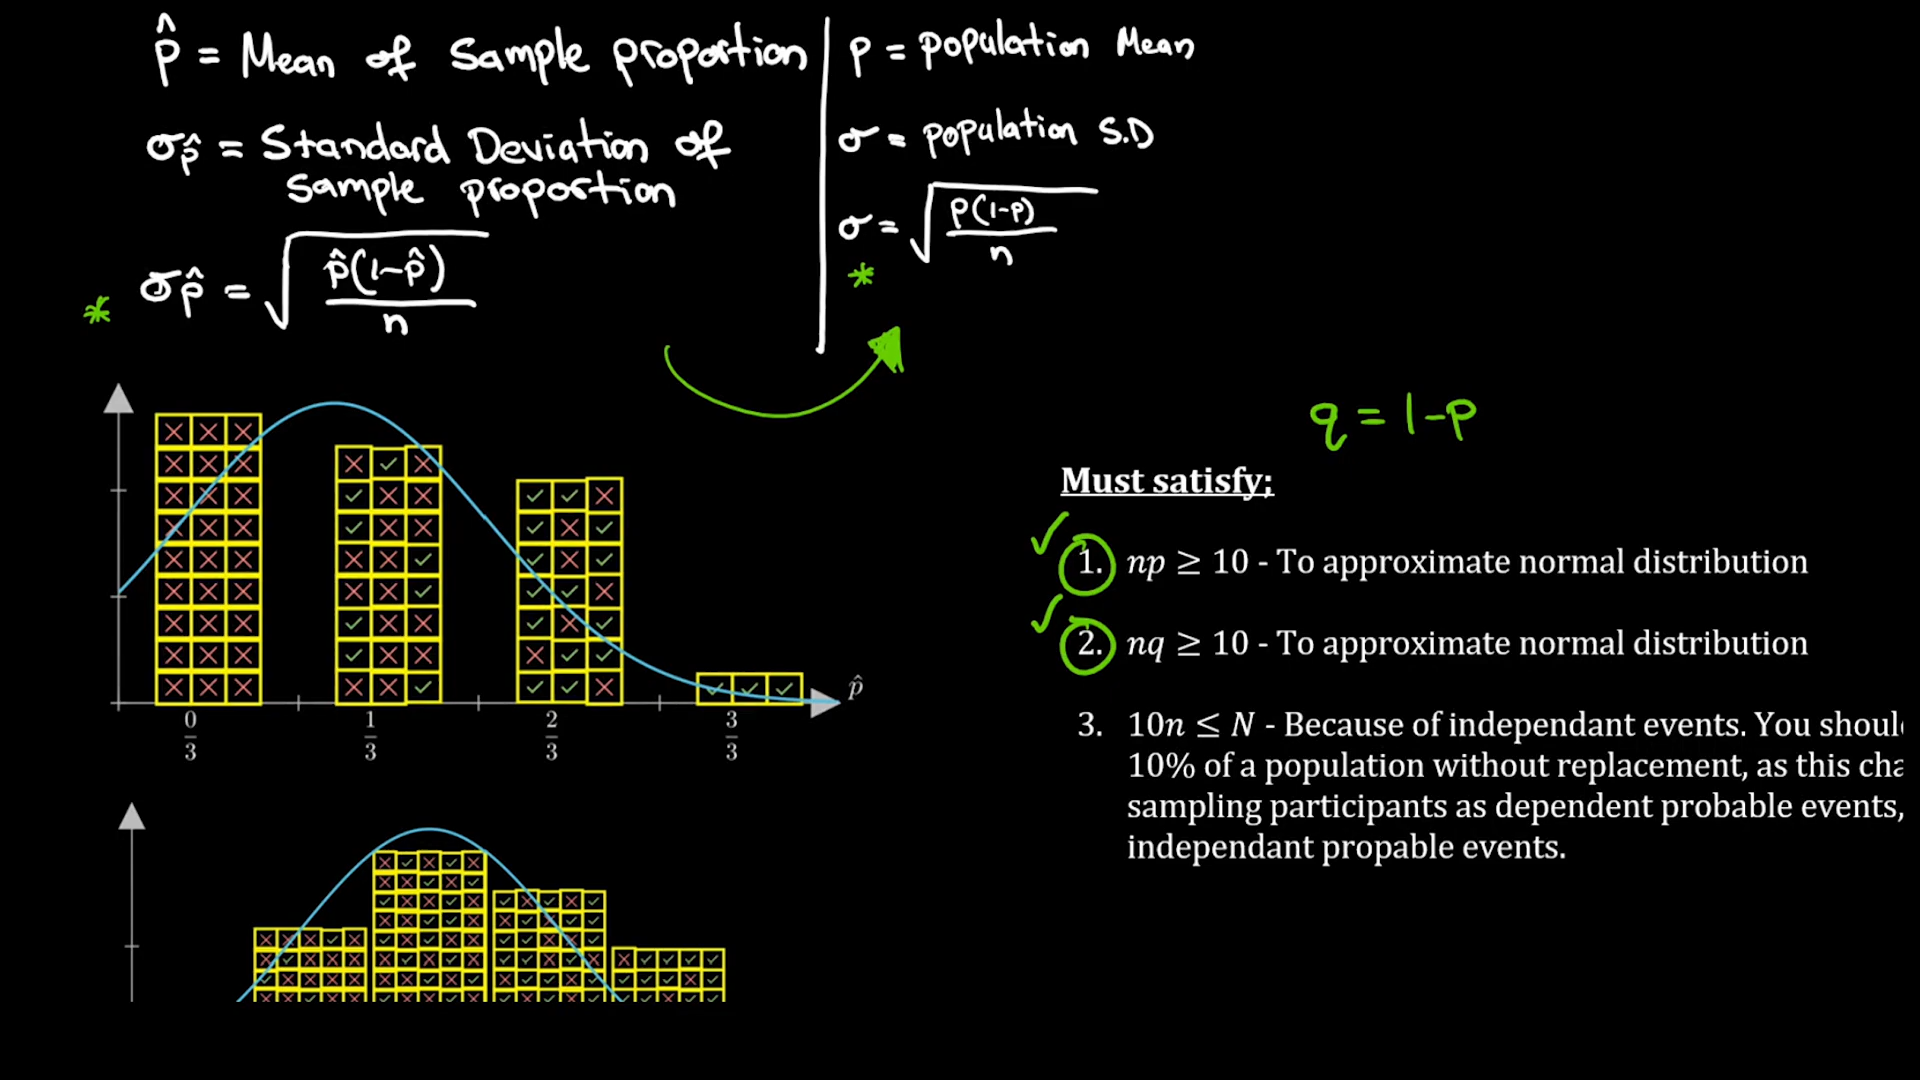 p̂ = Mean of Sample proportion
σp̂ = Standard Deviation of
Sample proportion
* σp̂ = √(p̂(1-p̂)/n)
p = population Mean
σ = population S.D
σ = √(p(1-p)/n)
*
q = 1-p
Must satisfy;
1. np ≥ 10 - To approximate normal distribution
2. nq ≥ 10 - To approximate normal distribution
3. 10n ≤ N - Because of independant events. You shoul
10% of a population without replacement, as this cha
sampling participants as dependent probable events,
independant propable events.
p̂
0/3 1/3 2/3 3/3